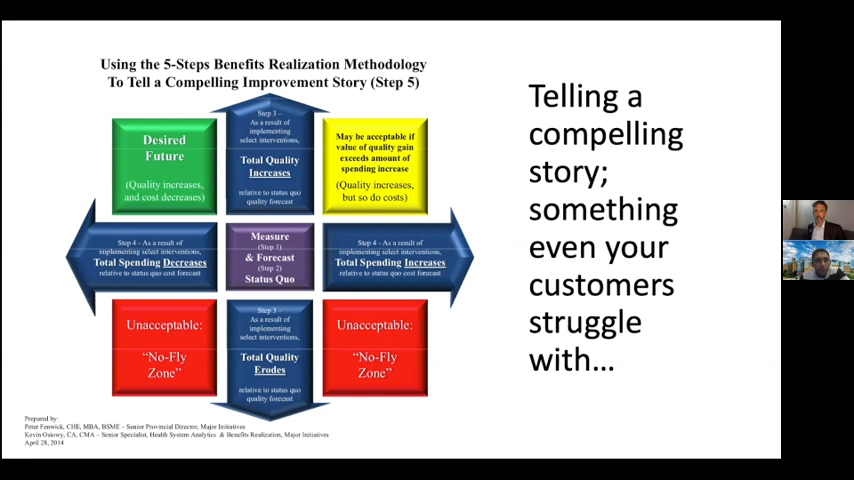 Using the 5-Steps Benefits Realization Methodology
To Tell a Compelling Improvement Story (Step 5)
Desired
Future
(Quality increases,
and cost decreases)
Step 3 –
As a result of
implementing
select interventions,
Total Quality
Increases
relative to status quo
quality forecast
May be acceptable if
value of quality gain
exceeds amount of
spending increase
(Quality increases,
but so do costs)
Step 4 - As a result of
implementing select interventions,
Total Spending Decreases
relative to status quo cost forecast
Measure
(Step 1)
& Forecast
(Step 2)
Status Quo
Step 4 - As a result of
implementing select interventions,
Total Spending Increases
relative to status quo cost forecast
Unacceptable:
“No-Fly
Zone”
Step 3 –
As a result of
implementing
select interventions,
Total Quality
Erodes
relative to status quo
quality forecast
Unacceptable:
“No-Fly
Zone”
Prepared by:
Peter Fenwick, CHE, MBA, BSME – Senior Provincial Director, Major Initiatives
Kevin Osiowy, CA, CMA – Senior Specialist, Health System Analytics & Benefits Realization, Major Initiatives
April 28, 2014
Telling a
compelling
story;
something
even your
customers
struggle
with…